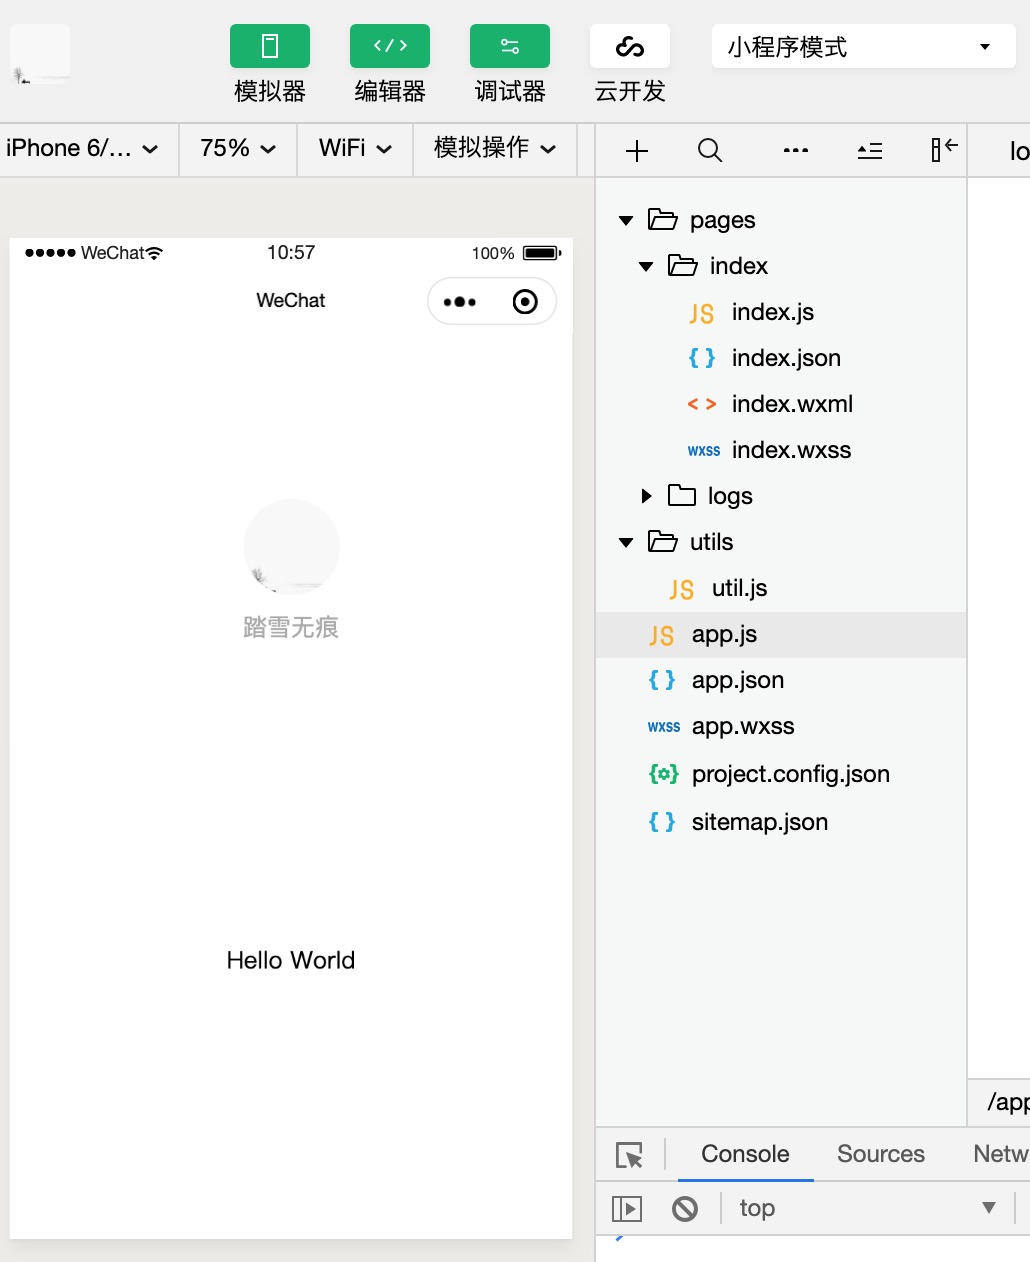 模拟器 编辑器 调试器 云开发
小程序模式
iPhone 6/... 75% WiFi 模拟操作
WeChat 10:57 100%
WeChat
踏雪无痕
Hello World
pages
index
JS index.js
{ } index.json
< > index.wxml
wxss index.wxss
logs
utils
JS util.js
JS app.js
{ } app.json
wxss app.wxss
project.config.json
{ } sitemap.json
lo
/app
Console Sources Netw
top